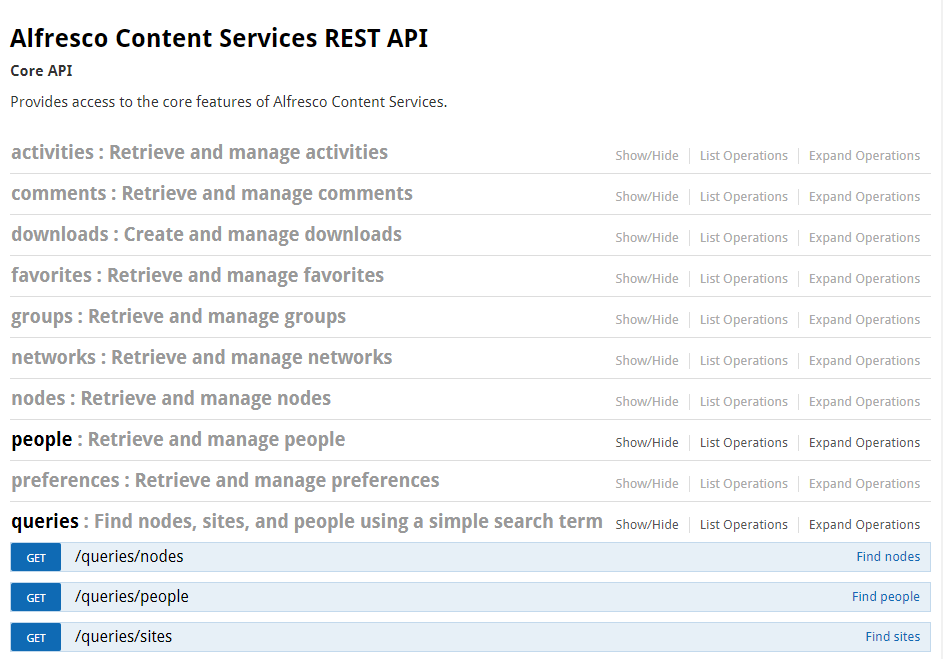 Alfresco Content Services REST API
Core API
Provides access to the core features of Alfresco Content Services.
activities : Retrieve and manage activities Show/Hide List Operations Expand Operations
comments : Retrieve and manage comments Show/Hide List Operations Expand Operations
downloads : Create and manage downloads Show/Hide List Operations Expand Operations
favorites : Retrieve and manage favorites Show/Hide List Operations Expand Operations
groups : Retrieve and manage groups Show/Hide List Operations Expand Operations
networks : Retrieve and manage networks Show/Hide List Operations Expand Operations
nodes : Retrieve and manage nodes Show/Hide List Operations Expand Operations
people : Retrieve and manage people Show/Hide List Operations Expand Operations
preferences : Retrieve and manage preferences Show/Hide List Operations Expand Operations
queries : Find nodes, sites, and people using a simple search term Show/Hide List Operations Expand Operations
GET /queries/nodes Find nodes
GET /queries/people Find people
GET /queries/sites Find sites